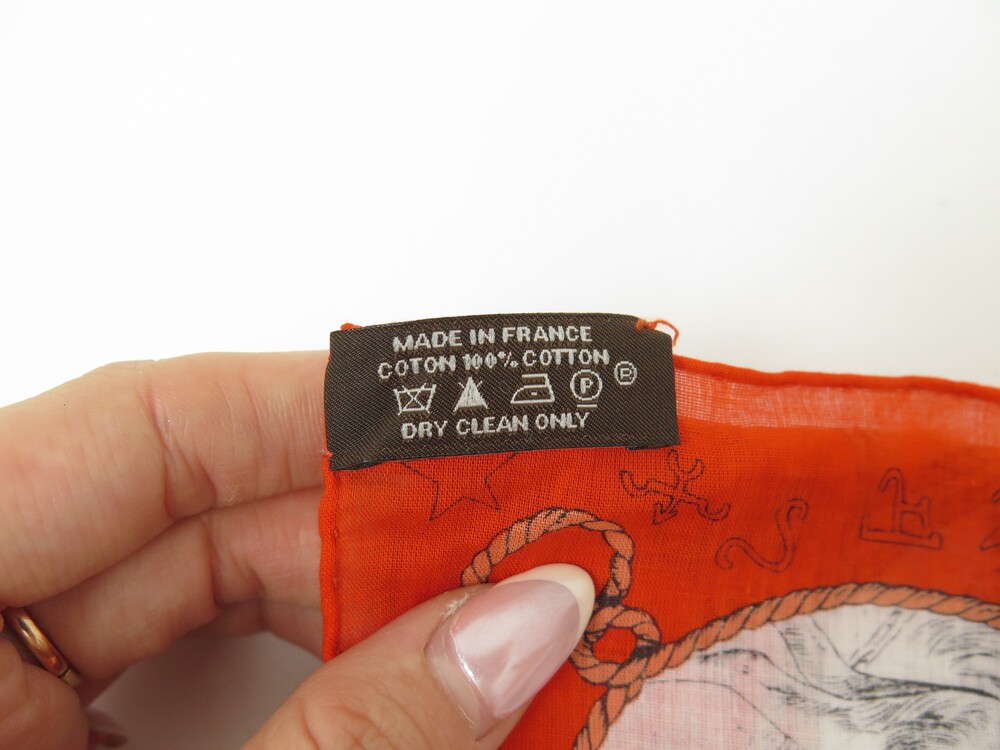 MADE IN FRANCE
COTON 100% COTTON
P ®
DRY CLEAN ONLY